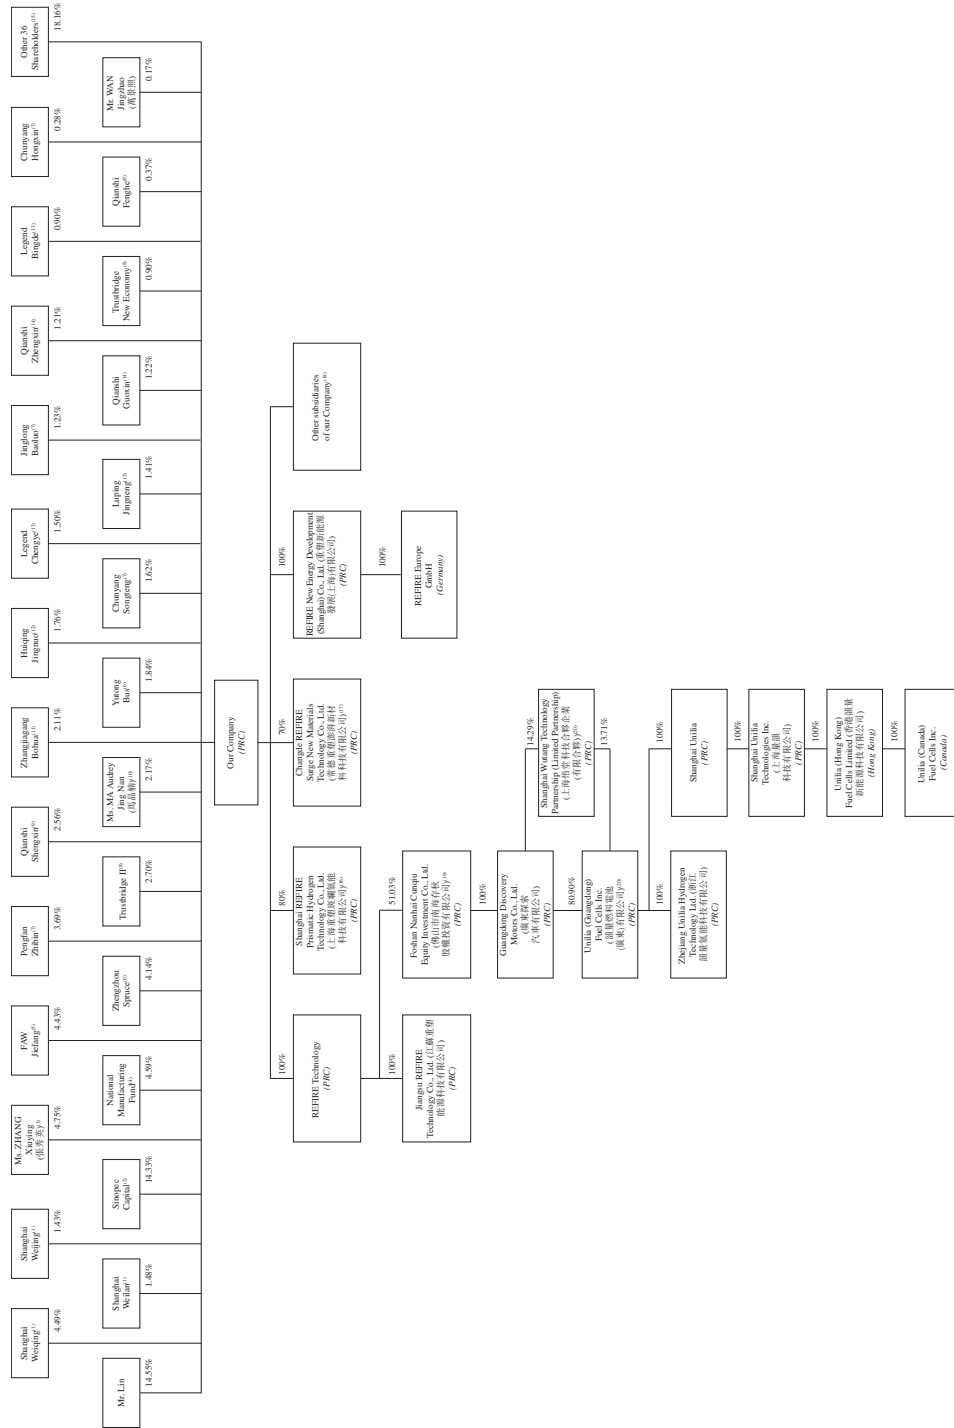 Other 36
Shareholders(15)
18.16%
Mr. WAN
Jingzhao
(萬景照)
0.17%
Chunyang
Hongxin(7)
0.28%
Qianshi
Fenghe(9)
0.37%
Legend
Bingde(13)
0.90%
Trustbridge
New Economy(8)
0.90%
Qianshi
Zhengxin(14)
1.21%
Qianshi
Guoxin(14)
1.22%
Jinglong
Baoluo(7)
1.23%
Luping
Jingneng(12)
1.41%
Legend
Chengye(13)
1.50%
Chunyang
Songteng(7)
1.62%
Huiqing
Jingnuo(12)
1.76%
Yutong
Bus(6)
1.84%
Zhangjiagang
Bohua(11)
2.11%
Ms. MA Audrey
Jing Nan
(馬晶楠)(10)
2.17%
Qianshi
Shengxin(9)
2.56%
Trustbridge II(8)
2.70%
Pengfan
Zhibin(7)
3.69%
Zhengzhou
Spruce(6)
4.14%
FAW
Jiefang(5)
4.43%
National
Manufacturing
Fund(4)
4.59%
Ms. ZHANG
Xiuying
(張秀英)(3)
4.75%
Sinopec
Capital(2)
14.33%
Shanghai
Weijing(1)
1.43%
Shanghai
Weilan(1)
1.48%
Shanghai
Weiqing(1)
4.49%
Mr. Lin
14.55%
Our Company
(PRC)
Other subsidiaries
of our Company(18)
100%
REFIRE New Energy Development
(Shanghai) Co., Ltd. (重塑新能源
發展(上海)有限公司)
(PRC)
100%
REFIRE Europe
GmbH
(Germany)
70%
Changde REFIRE
Surge New Materials
Technology Co., Ltd.
(常德重塑澎湃新材
料科技有限公司)(17)
(PRC)
80%
Shanghai REFIRE
Prismatic Hydrogen
Technology Co., Ltd.
(上海重塑斑斕氫能
科技有限公司)(16)
(PRC)
100%
REFIRE Technology
(PRC)
51.03%
Foshan Nanhai Cunqiu
Equity Investment Co., Ltd.
(佛山市南海存秋
股權投資有限公司)(19)
(PRC)
100%
Jiangsu REFIRE
Technology Co., Ltd. (江蘇重塑
能源科技有限公司)
(PRC)
100%
Guangdong Discovery
Motors Co., Ltd.
(廣東探索
汽車有限公司)
(PRC)
14.29%
Shanghai Wutang Technology
Partnership (Limited Partnership)
(上海悟堂科技合夥企業
(有限合夥))(20)
(PRC)
13.71%
80.90%
Unilia (Guangdong)
Fuel Cells Inc.
(韻量燃料電池
(廣東)有限公司)(21)
(PRC)
100%
Shanghai Unilia
(PRC)
100%
Zhejiang Unilia Hydrogen
Technology Ltd. (浙江
韻量氫能科技有限公司)
(PRC)
100%
Shanghai Unilia
Technologies Inc.
(上海量韻
科技有限公司)
(PRC)
100%
Unilia (Hong Kong)
Fuel Cells Limited (香港韻量
新能源科技有限公司)
(Hong Kong)
100%
Unilia (Canada)
Fuel Cells Inc.
(Canada)